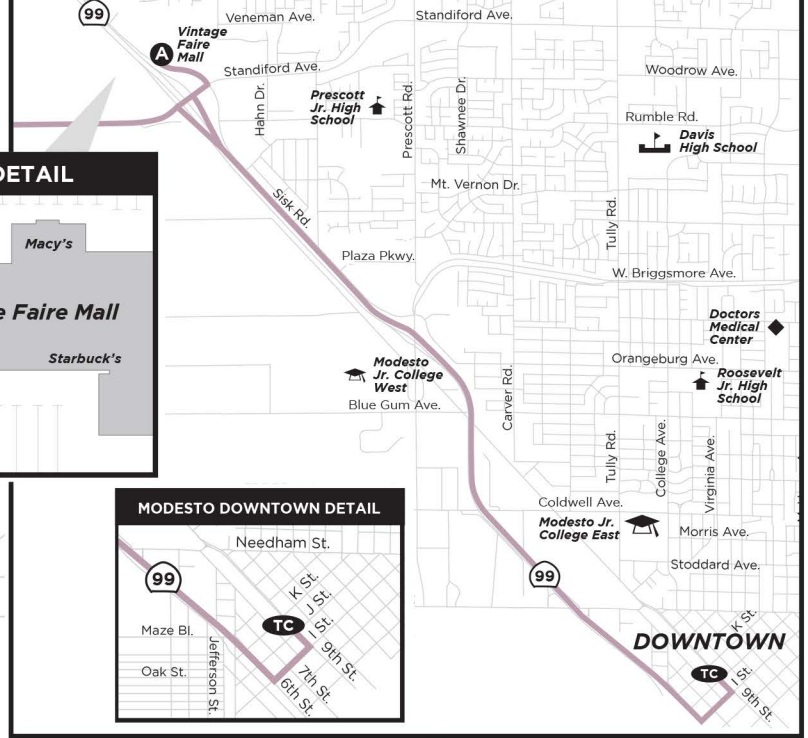 99
Veneman Ave.
Standiford Ave.
Vintage
Faire
Mall
A
Standiford Ave.
Woodrow Ave.
Prescott
Jr. High
School
Hahn Dr.
Prescott Rd.
Shawnee Dr.
Rumble Rd.
Davis
High School
DETAIL
Mt. Vernon Dr.
Sisk Rd.
Tully Rd.
Macy's
Plaza Pkwy.
W. Briggsmore Ave.
e Faire Mall
Doctors
Medical
Center
Starbuck's
Orangeburg Ave.
Modesto
Jr. College
West
Roosevelt
Jr. High
School
Carver Rd.
Blue Gum Ave.
Tully Rd.
College Ave.
Virginia Ave.
Coldwell Ave.
MODESTO DOWNTOWN DETAIL
Modesto Jr.
College East
Morris Ave.
Needham St.
Stoddard Ave.
99
99
K St.
J St.
I St.
TC
Maze Bl.
Jefferson St.
9th St.
Oak St.
7th St.
6th St.
K St.
DOWNTOWN
TC
I St.
9th St.